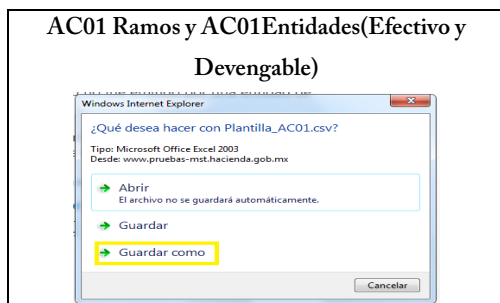 AC01 Ramos y AC01Entidades(Efectivo y
Devengable)
Windows Internet Explorer
¿Qué desea hacer con Plantilla_AC01.csv?
Tipo: Microsoft Office Excel 2003
Desde: www.pruebas-mst.hacienda.gob.mx
Abrir
El archivo no se guardará automáticamente.
Guardar
Guardar como
Cancelar